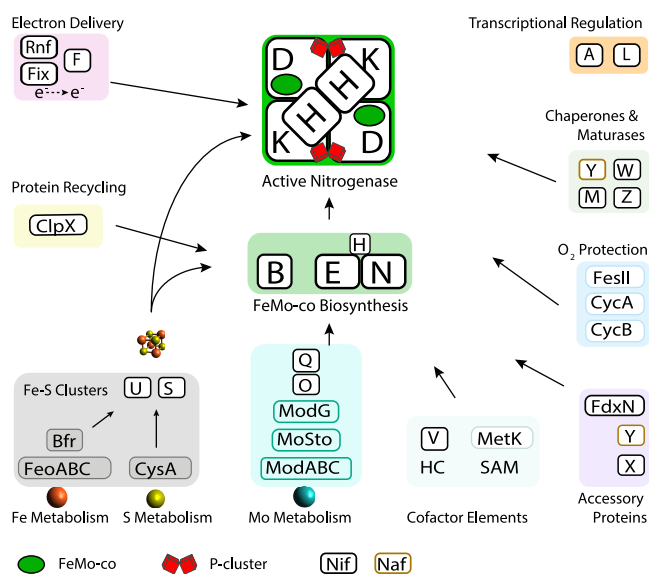 Electron Delivery
Rnf
F
Fix
e⁻ e⁻
Transcriptional Regulation
A L
D K
H
H
K D
Active Nitrogenase
Chaperones &
Maturases
Y W
M Z
Protein Recycling
ClpX
H
B E N
FeMo-co Biosynthesis
O₂ Protection
FesII
CycA
CycB
Fe-S Clusters
U S
Bfr
FeoABC CysA
Fe Metabolism S Metabolism
Q
O
ModG
MoSto
ModABC
Mo Metabolism
V MetK
HC SAM
Cofactor Elements
FdxN
Y
X
Accessory
Proteins
FeMo-co P-cluster Nif Naf